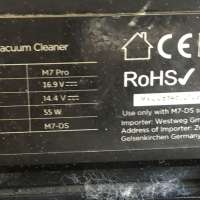 acuum Cleaner
M7 Pro
16.9 V
14.4 V
55 W
M7-DS
CE
RoHS
Use only with M7-DS
Importer: Westweg Gm
Address of Importer:
Gelsenkirchen Germany